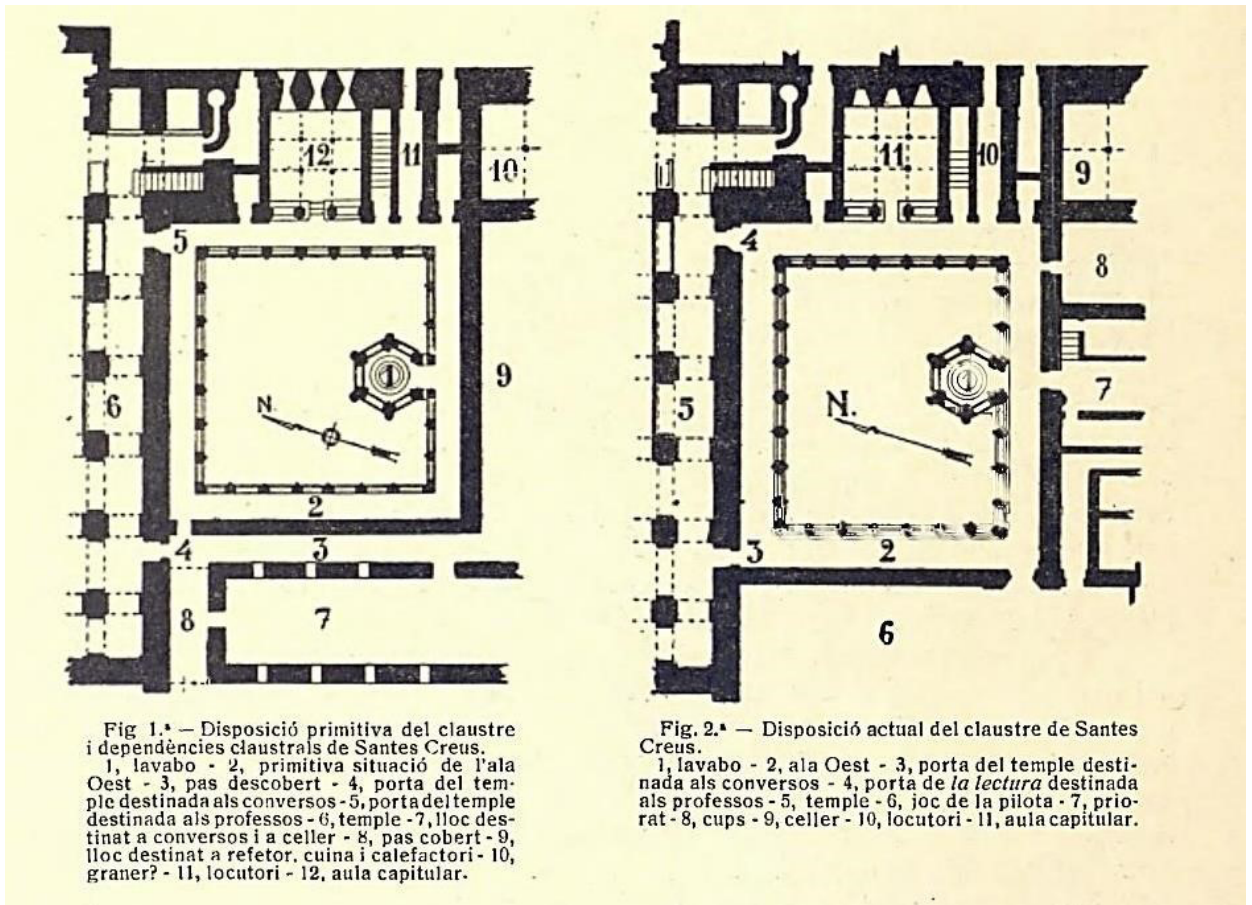 12
11
10
5
N.
1
9
6
2
4
3
8
7
Fig 1.ª — Disposició primitiva del claustre
i dependències claustrals de Santes Creus.
1, lavabo - 2, primitiva situació de l'ala
Oest - 3, pas descobert - 4, porta del tem-
ple destinada als conversos - 5, porta del temple
destinada als professos - 6, temple - 7, lloc des-
tinat a conversos i a celler - 8, pas cobert - 9,
lloc destinat a refetor, cuina i calefactori - 10,
graner? - 11, locutori - 12, aula capitular.
11
10
9
4
8
1
7
5
N.
3
2
6
Fig. 2.ª — Disposició actual del claustre de Santes
Creus.
1, lavabo - 2, ala Oest - 3, porta del temple desti-
nada als conversos - 4, porta de la lectura destinada
als professos - 5, temple - 6, joc de la pilota - 7, prio-
rat - 8, cups - 9, celler - 10, locutori - 11, aula capitular.